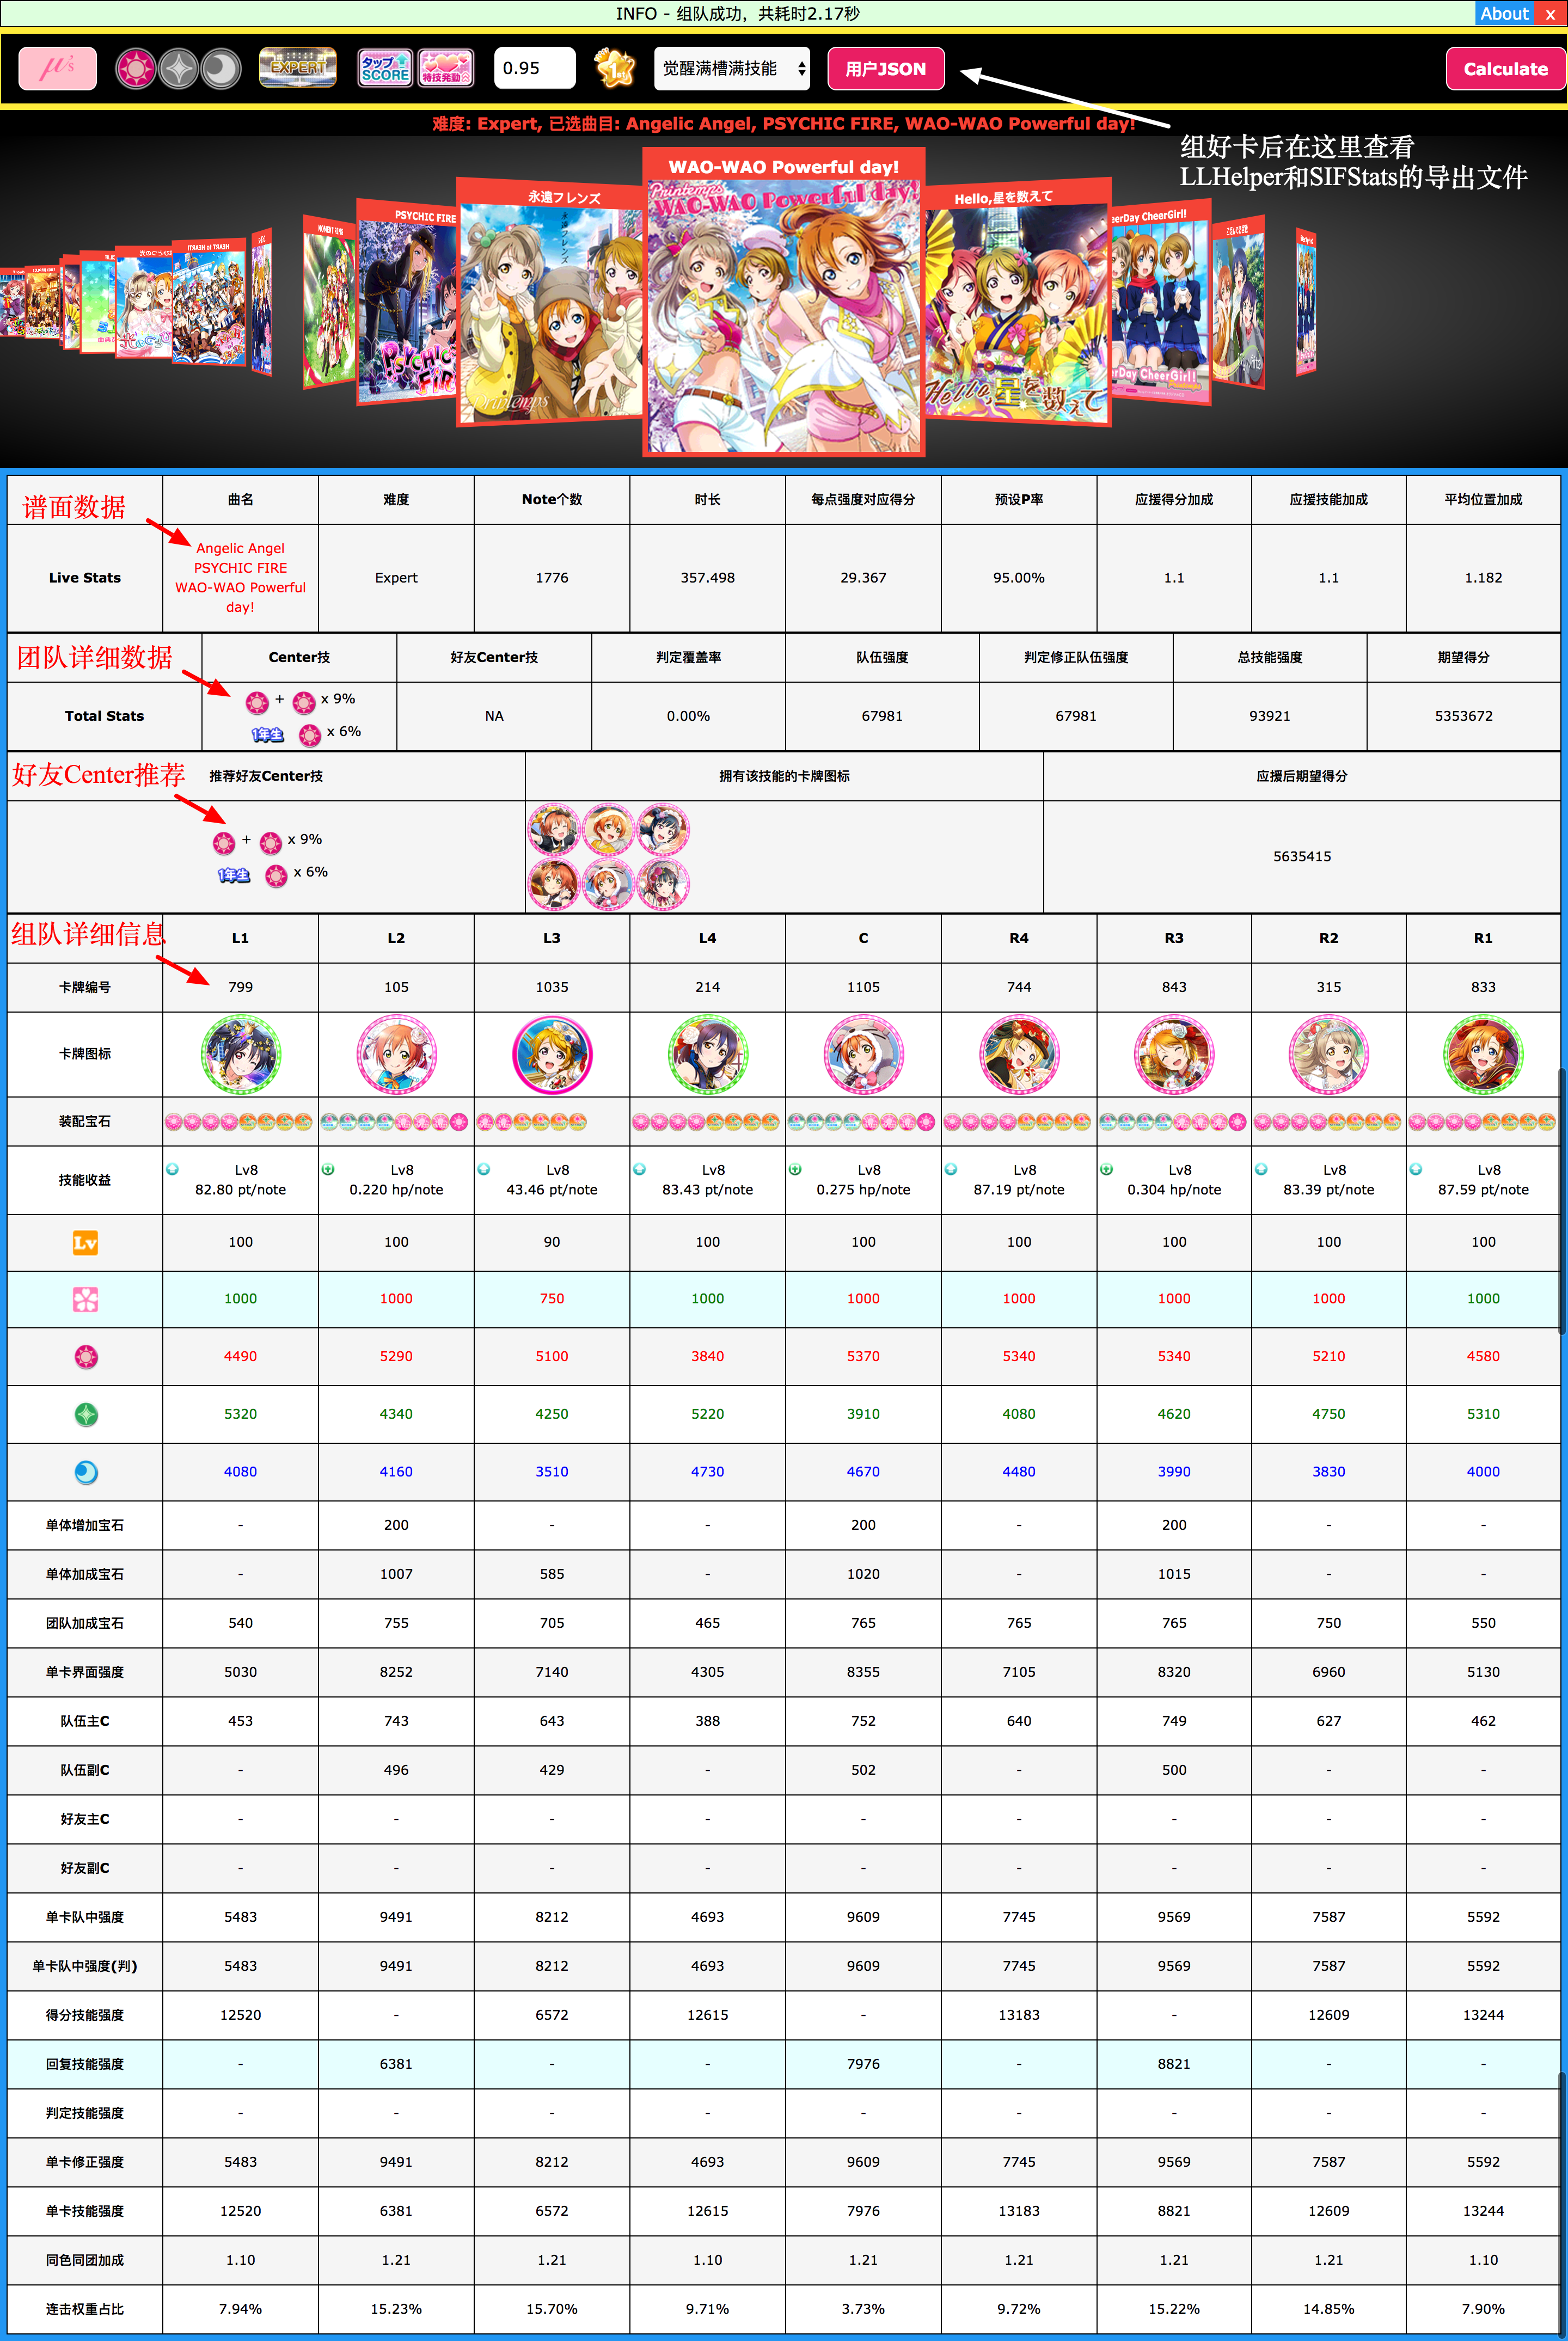 INFO - 组队成功，共耗时2.17秒
About x
μ's EXPERT タップSCORE 特技発動 0.95 1st 觉醒满槽满技能 用户JSON Calculate
难度: Expert, 已选曲目: Angelic Angel, PSYCHIC FIRE, WAO-WAO Powerful day!
组好卡后在这里查看
LLHelper和SIFStats的导出文件
WAO-WAO Powerful day!
永遠フレンズ
Hello,星を数えて
PSYCHIC FIRE
erDay CheerGirl!
MOMENT RING
谱面数据 曲名 难度 Note个数 时长 每点强度对应得分 预设P率 应援得分加成 应援技能加成 平均位置加成
Live Stats Angelic Angel
PSYCHIC FIRE
WAO-WAO Powerful
day!
Expert 1776 357.498 29.367 95.00% 1.1 1.1 1.182
团队详细数据 Center技 好友Center技 判定覆盖率 队伍强度 判定修正队伍强度 总技能强度 期望得分
+ x 9%
Total Stats NA 0.00% 67981 67981 93921 5353672
1年生 x 6%
好友Center推荐 推荐好友Center技 拥有该技能的卡牌图标 应援后期望得分
+ x 9%
1年生 x 6%
5635415
组队详细信息 L1 L2 L3 L4 C R4 R3 R2 R1
卡牌编号 799 105 1035 214 1105 744 843 315 833
卡牌图标
装配宝石
技能收益 Lv8 Lv8 Lv8 Lv8 Lv8 Lv8 Lv8 Lv8 Lv8
82.80 pt/note 0.220 hp/note 43.46 pt/note 83.43 pt/note 0.275 hp/note 87.19 pt/note 0.304 hp/note 83.39 pt/note 87.59 pt/note
Lv 100 100 90 100 100 100 100 100 100
1000 1000 750 1000 1000 1000 1000 1000 1000
4490 5290 5100 3840 5370 5340 5340 5210 4580
5320 4340 4250 5220 3910 4080 4620 4750 5310
4080 4160 3510 4730 4670 4480 3990 3830 4000
单体增加宝石 - 200 - - 200 - 200 - -
单体加成宝石 - 1007 585 - 1020 - 1015 - -
团队加成宝石 540 755 705 465 765 765 765 750 550
单卡界面强度 5030 8252 7140 4305 8355 7105 8320 6960 5130
队伍主C 453 743 643 388 752 640 749 627 462
队伍副C - 496 429 - 502 - 500 - -
好友主C - - - - - - - - -
好友副C - - - - - - - - -
单卡队中强度 5483 9491 8212 4693 9609 7745 9569 7587 5592
单卡队中强度(判) 5483 9491 8212 4693 9609 7745 9569 7587 5592
得分技能强度 12520 - 6572 12615 - 13183 - 12609 13244
回复技能强度 - 6381 - - 7976 - 8821 - -
判定技能强度 - - - - - - - - -
单卡修正强度 5483 9491 8212 4693 9609 7745 9569 7587 5592
单卡技能强度 12520 6381 6572 12615 7976 13183 8821 12609 13244
同色同团加成 1.10 1.21 1.21 1.10 1.21 1.21 1.21 1.21 1.10
连击权重占比 7.94% 15.23% 15.70% 9.71% 3.73% 9.72% 15.22% 14.85% 7.90%